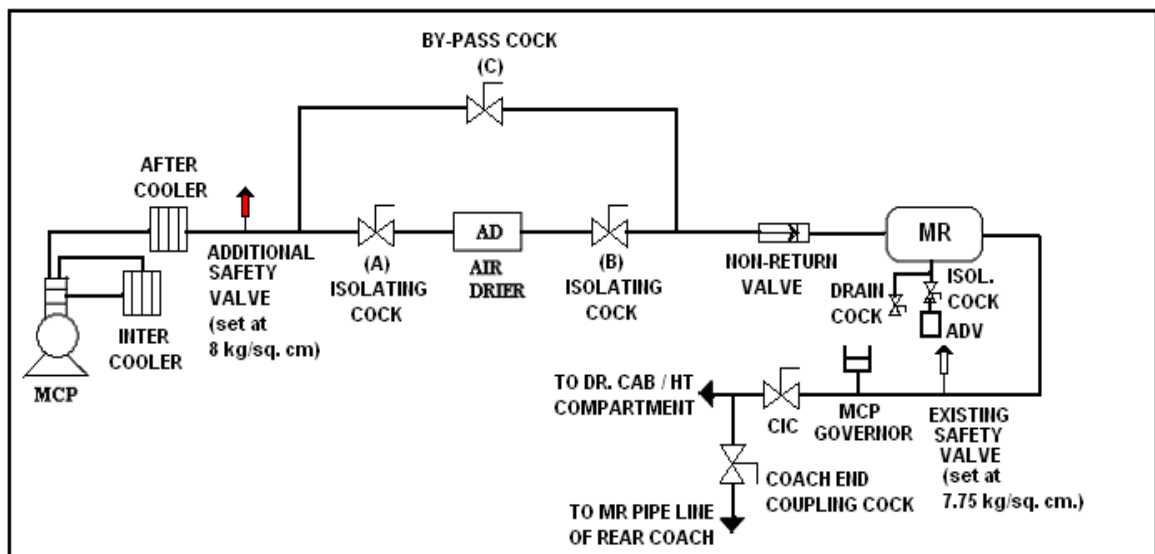 BY-PASS COCK
(C)
AFTER
COOLER
ADDITIONAL
SAFETY
VALVE
(set at
8 kg/sq. cm)
(A)
ISOLATING
COCK
AD
AIR
DRIER
(B)
ISOLATING
COCK
NON-RETURN
VALVE
MR
DRAIN
COCK
ISOL.
COCK
ADV
INTER
COOLER
MCP
TO DR. CAB / HT
COMPARTMENT
CIC
MCP
GOVERNOR
EXISTING
SAFETY
VALVE
(set at
7.75 kg/sq. cm.)
COACH END
COUPLING COCK
TO MR PIPE LINE
OF REAR COACH